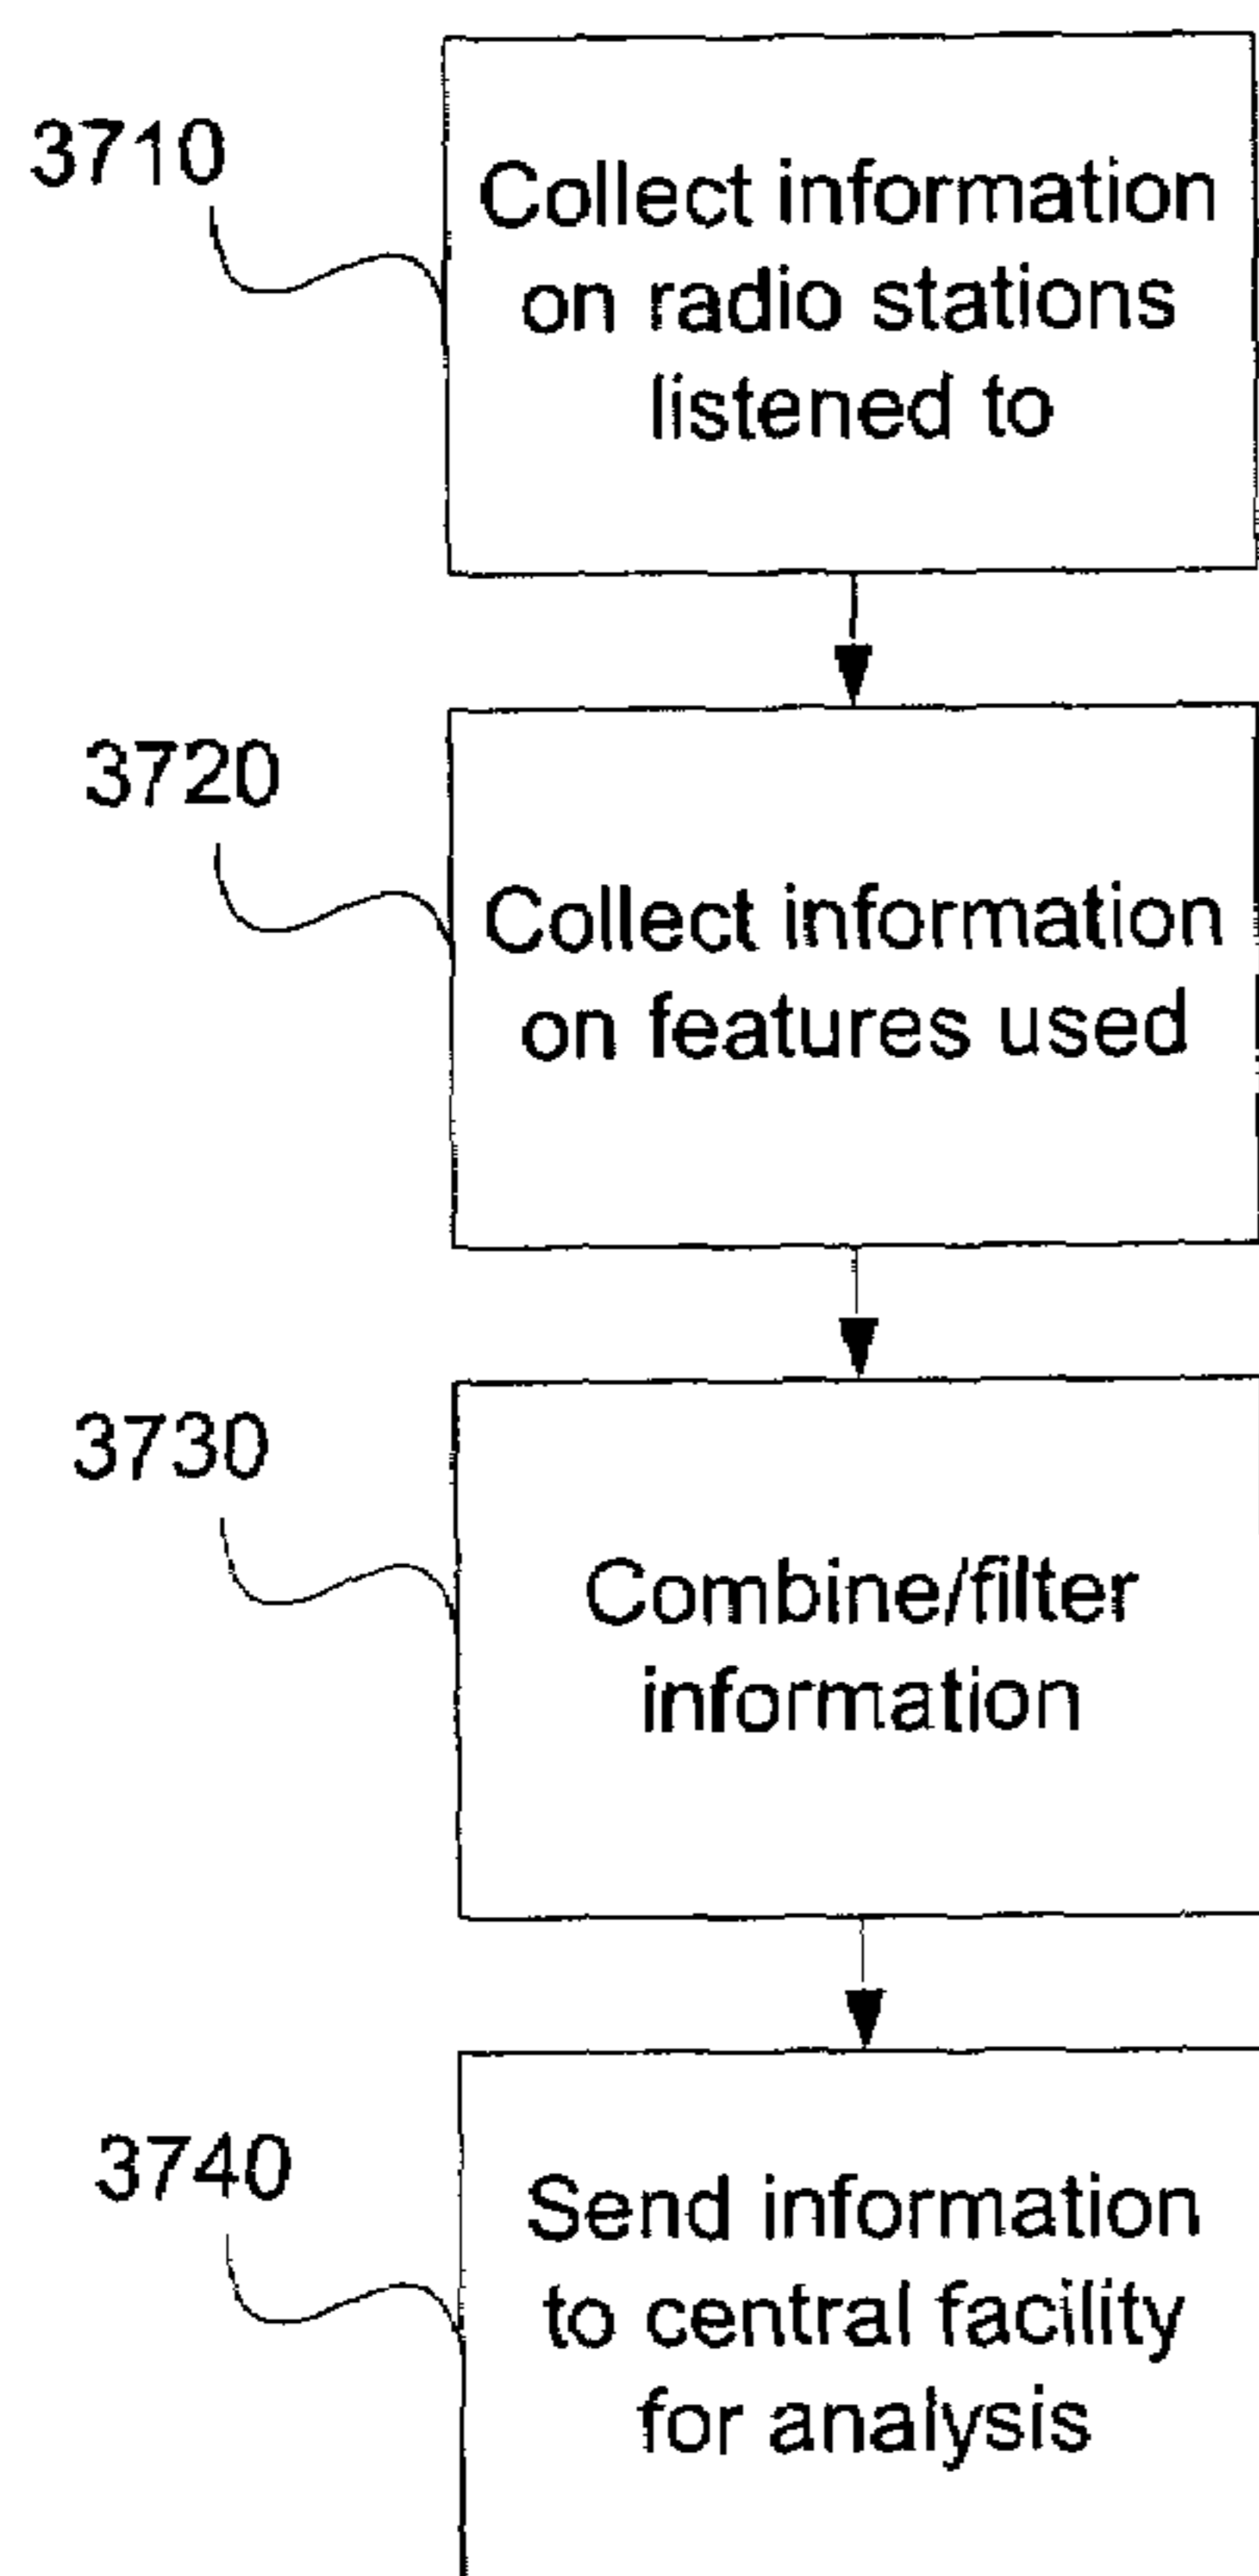 3710
Collect information
on radio stations
listened to
3720
Collect information
on features used
3730
Combine/filter
information
3740
Send information
to central facility
for analysis